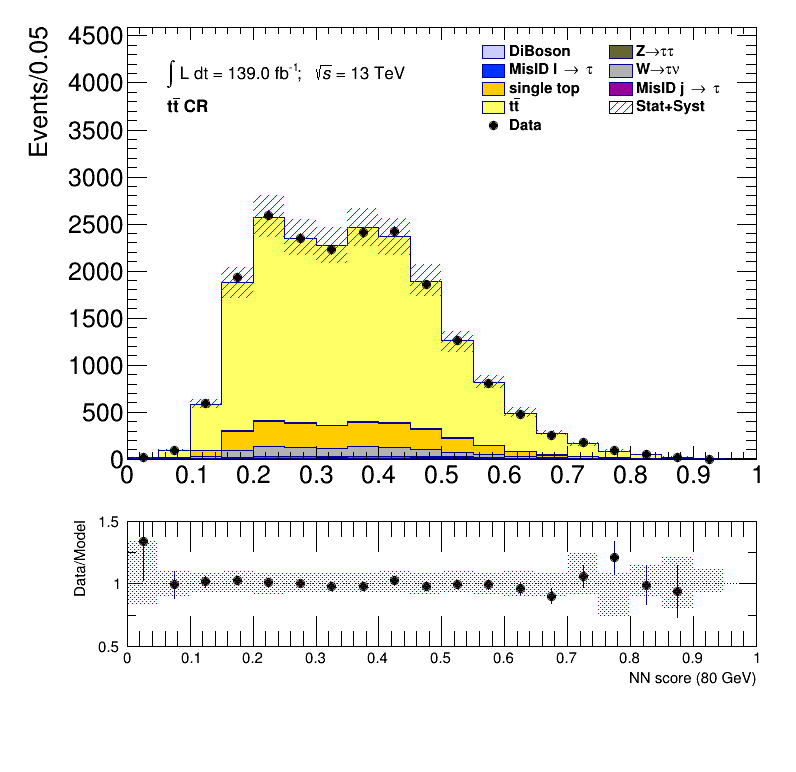 Events/0.05
4500
4000
3500
3000
2500
2000
1500
1000
500
0
∫ L dt = 139.0 fb⁻¹; √s = 13 TeV
tt̄ CR
DiBoson
MisID l → τ
single top
tt̄
Data
Z→ττ
W→τν
MisID j → τ
Stat+Syst
0 0.1 0.2 0.3 0.4 0.5 0.6 0.7 0.8 0.9 1
Data/Model
1.5
1
0.5
0 0.1 0.2 0.3 0.4 0.5 0.6 0.7 0.8 0.9 1
NN score (80 GeV)